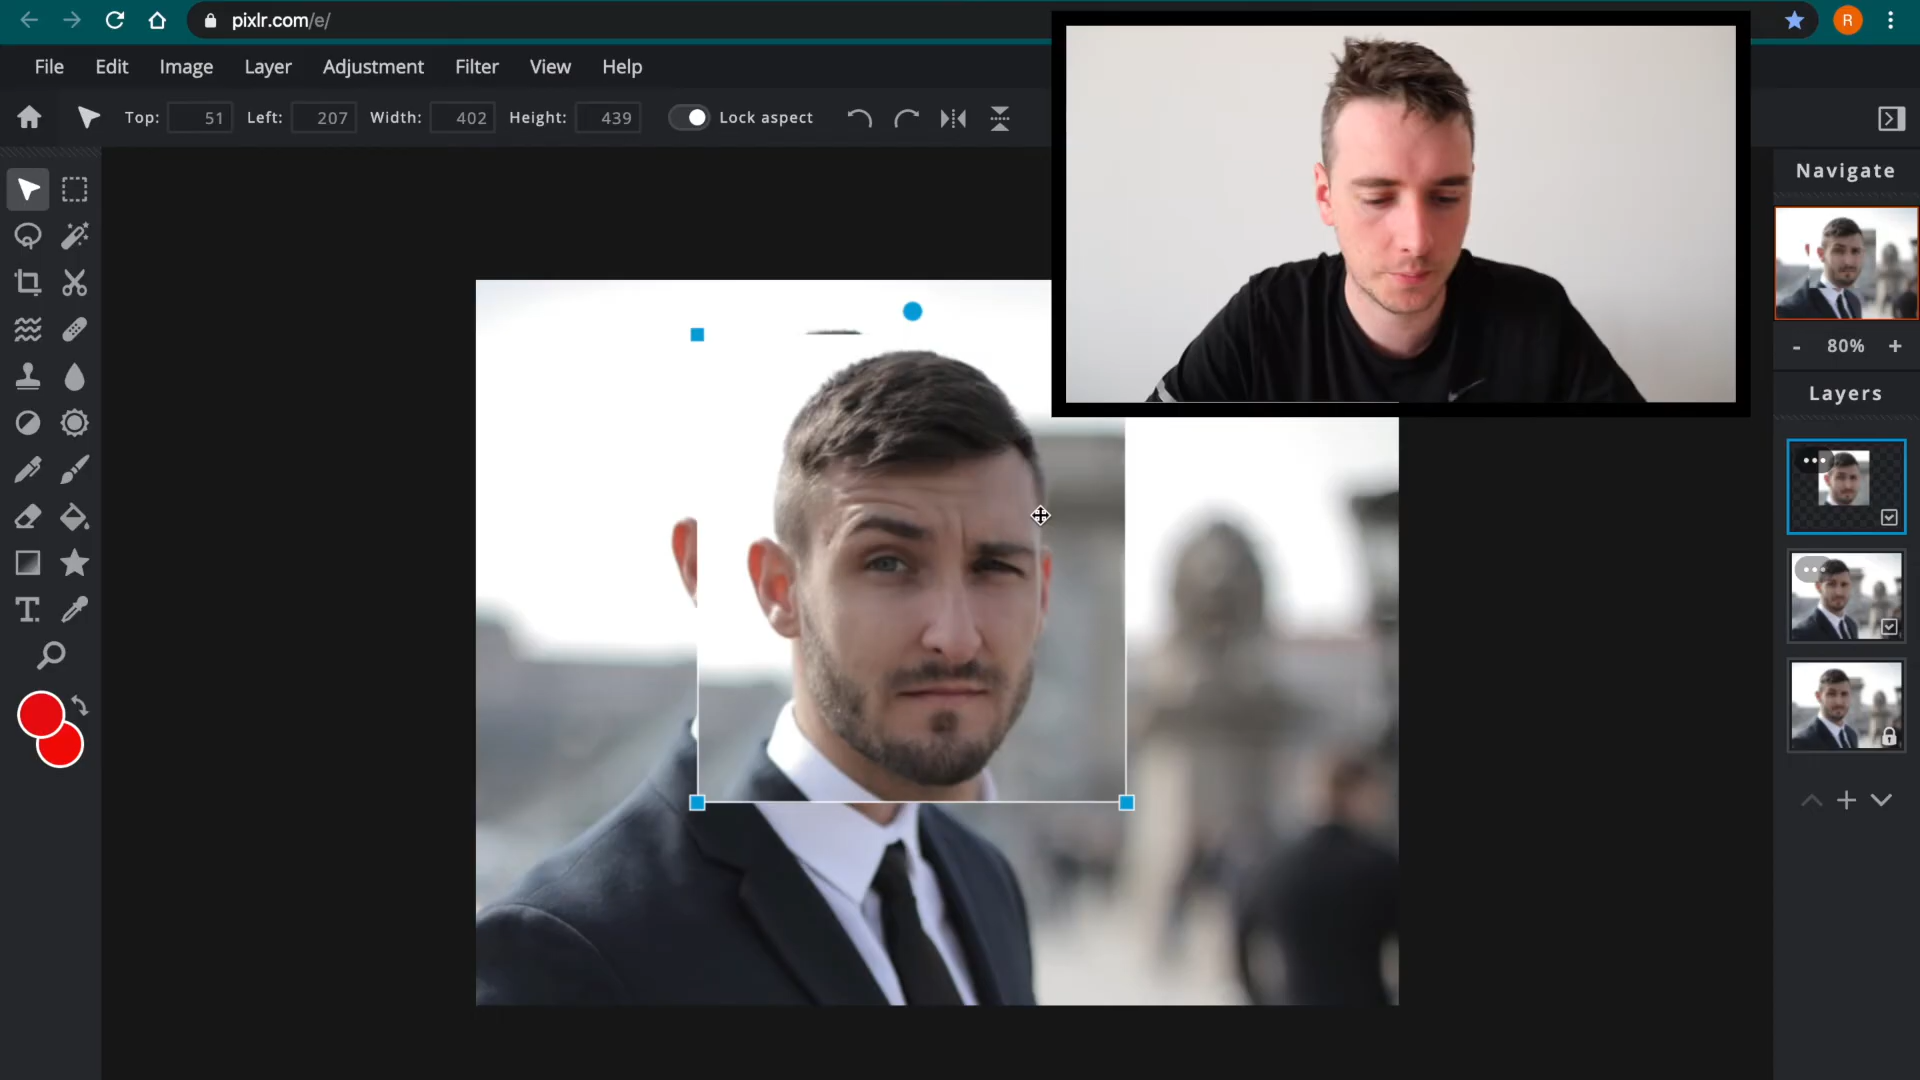 pixlr.com/e/
R
File Edit Image Layer Adjustment Filter View Help
Top: 51 Left: 207 Width: 402 Height: 439 Lock aspect
Navigate
- 80% +
Layers
T